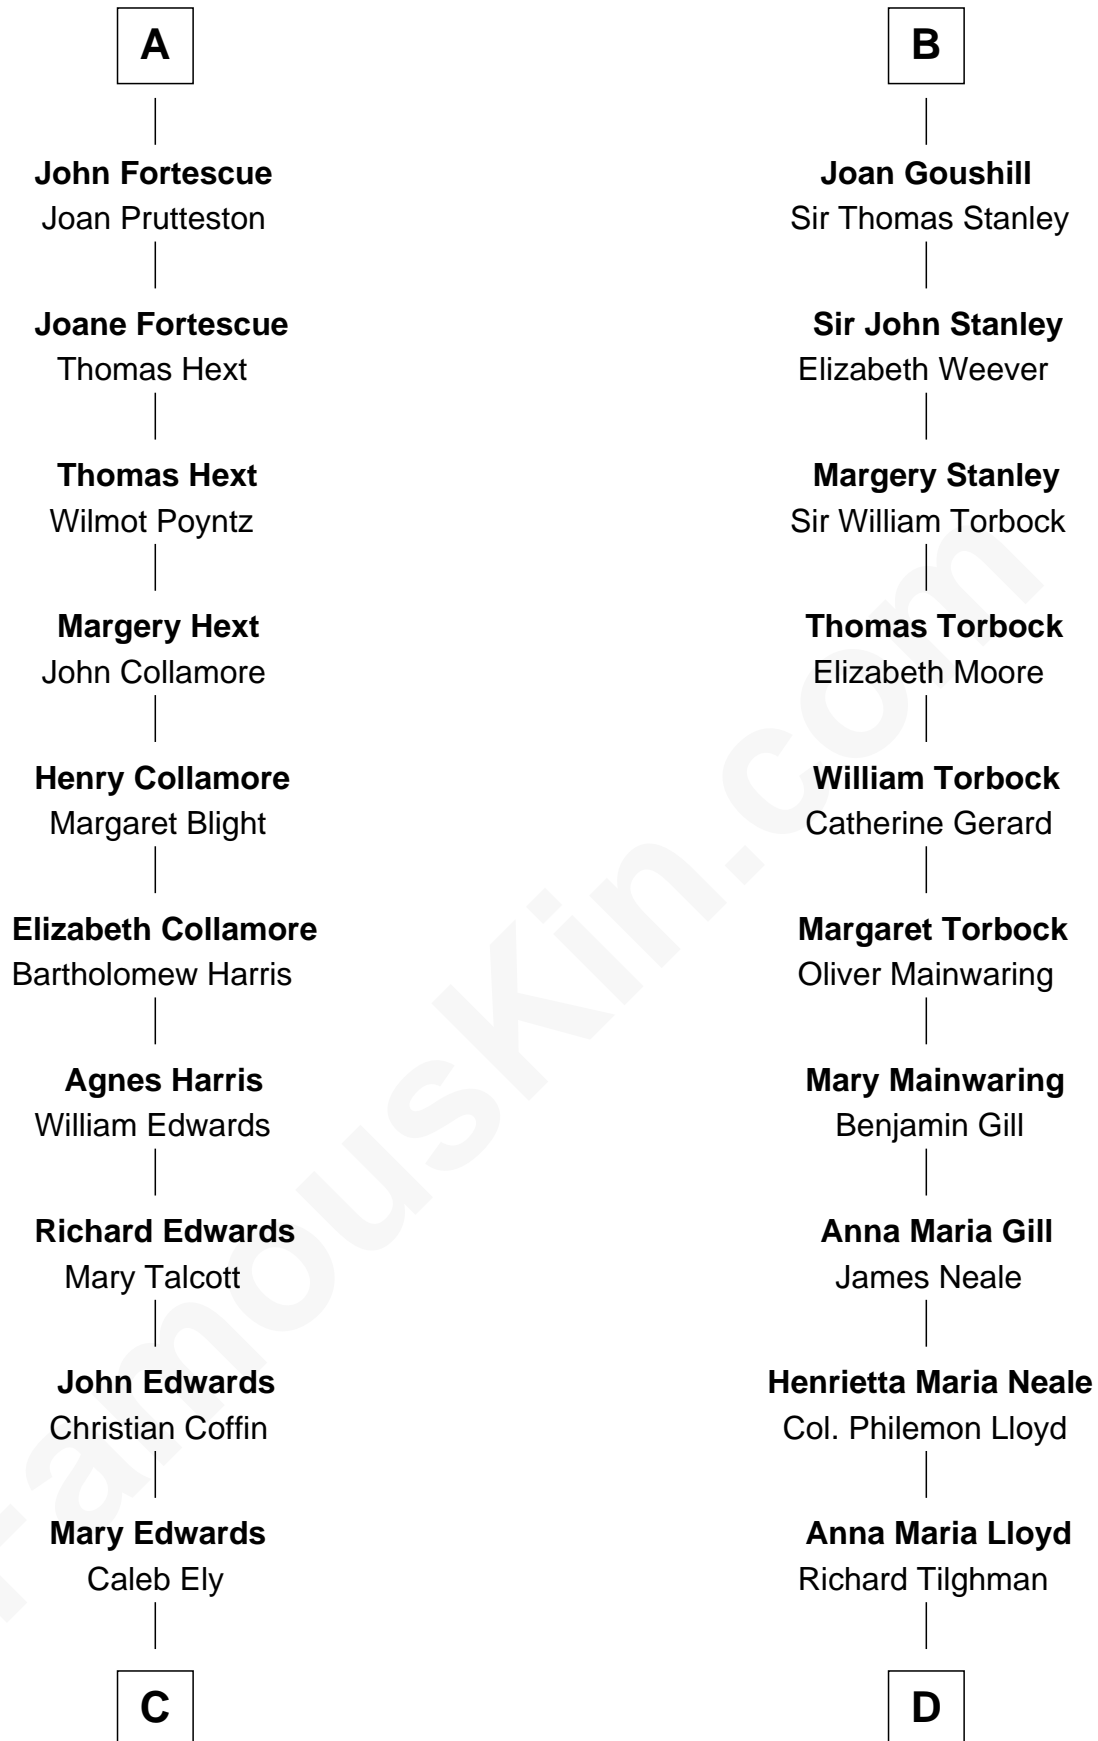 A
John Fortescue
Joan Prutteston
Joane Fortescue
Thomas Hext
Thomas Hext
Wilmot Poyntz
Margery Hext
John Collamore
Henry Collamore
Margaret Blight
Elizabeth Collamore
Bartholomew Harris
Agnes Harris
William Edwards
Richard Edwards
Mary Talcott
John Edwards
Christian Coffin
Mary Edwards
Caleb Ely
C
B
Joan Goushill
Sir Thomas Stanley
Sir John Stanley
Elizabeth Weever
Margery Stanley
Sir William Torbock
Thomas Torbock
Elizabeth Moore
William Torbock
Catherine Gerard
Margaret Torbock
Oliver Mainwaring
Mary Mainwaring
Benjamin Gill
Anna Maria Gill
James Neale
Henrietta Maria Neale
Col. Philemon Lloyd
Anna Maria Lloyd
Richard Tilghman
D
FamousKin.com